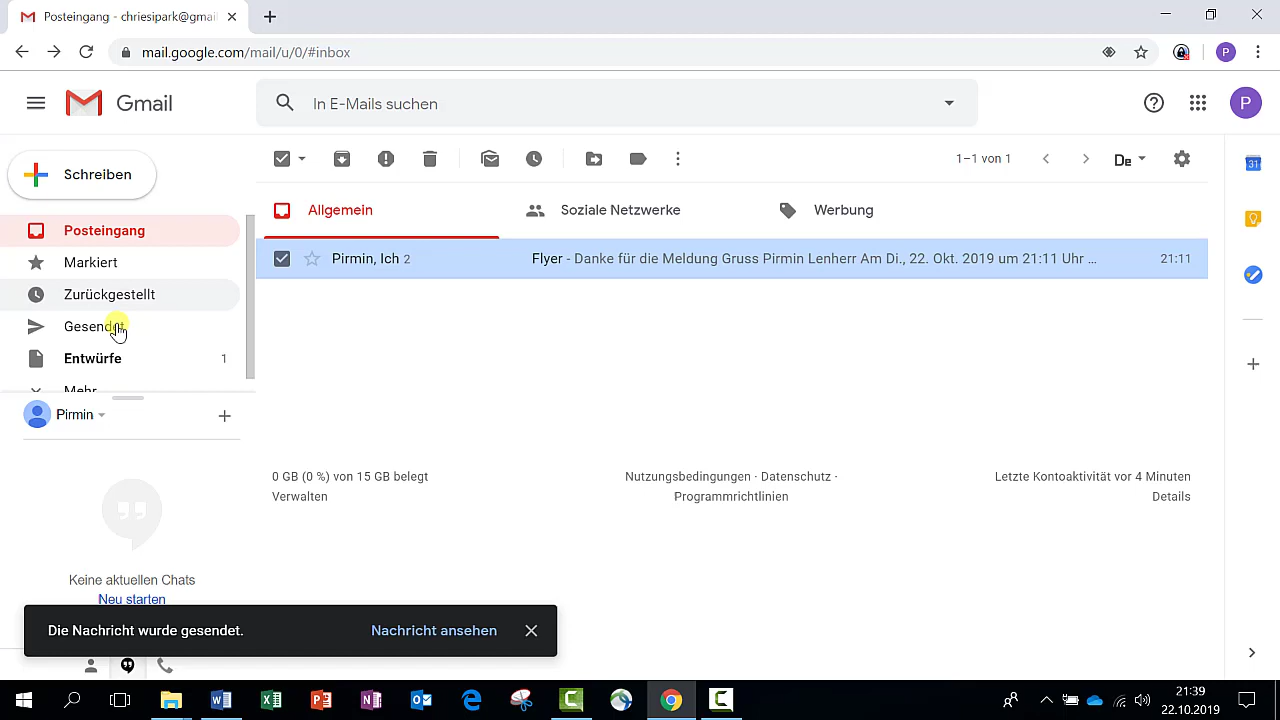 Posteingang - chriesipark@gmai
mail.google.com/mail/u/0/#inbox
Gmail
In E-Mails suchen
P
P
Schreiben
1–1 von 1
De
31
Posteingang
Allgemein
Soziale Netzwerke
Werbung
Markiert
Pirmin, Ich 2
Flyer - Danke für die Meldung Gruss Pirmin Lenherr Am Di., 22. Okt. 2019 um 21:11 Uhr ...
21:11
Zurückgestellt
Gesendet
Entwürfe
1
Mehr
Pirmin
0 GB (0 %) von 15 GB belegt
Verwalten
Nutzungsbedingungen · Datenschutz ·
Programmrichtlinien
Letzte Kontoaktivität vor 4 Minuten
Details
Keine aktuellen Chats
Neu starten
Die Nachricht wurde gesendet.
Nachricht ansehen
21:39
22.10.2019